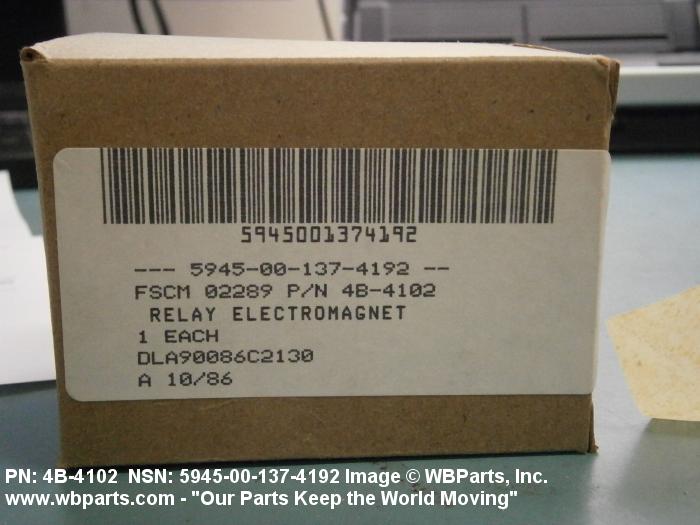 5945001374192
--- 5945-00-137-4192 --
FSCM 02289 P/N 4B-4102
RELAY ELECTROMAGNET
1 EACH
DLA90086C2130
A 10/86
PN: 4B-4102 NSN: 5945-00-137-4192 Image © WBParts, Inc.
www.wbparts.com - "Our Parts Keep the World Moving"